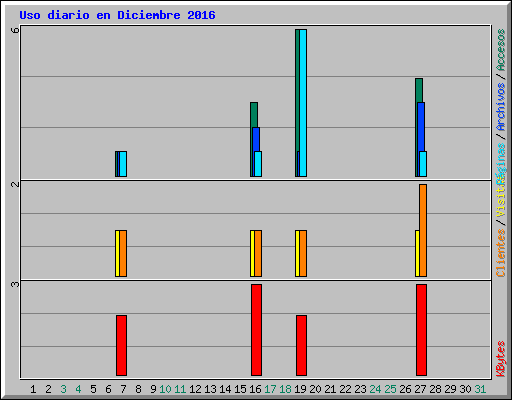 Uso diario en Diciembre 2016
6
2
3
Accesos / Archivos / Páginas
Clientes / Visitas
KBytes
1 2 3 4 5 6 7 8 9 10 11 12 13 14 15 16 17 18 19 20 21 22 23 24 25 26 27 28 29 30 31